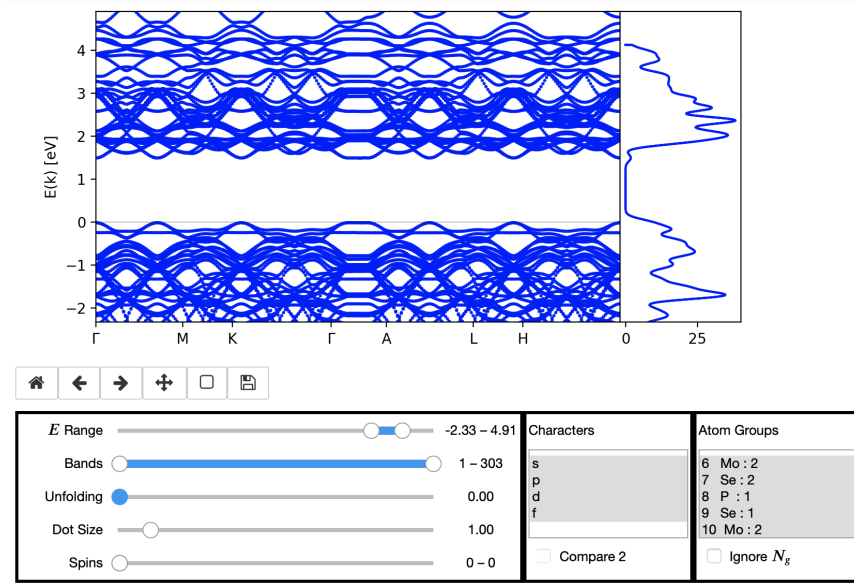 E(k) [eV]
4
3
2
1
0
−1
−2
Γ M K Γ A L H 0 25
E Range -2.33 – 4.91
Bands 1 – 303
Unfolding 0.00
Dot Size 1.00
Spins 0 – 0
Characters
s
p
d
f
Compare 2
Atom Groups
6 Mo : 2
7 Se : 2
8 P : 1
9 Se : 1
10 Mo : 2
Ignore Ng